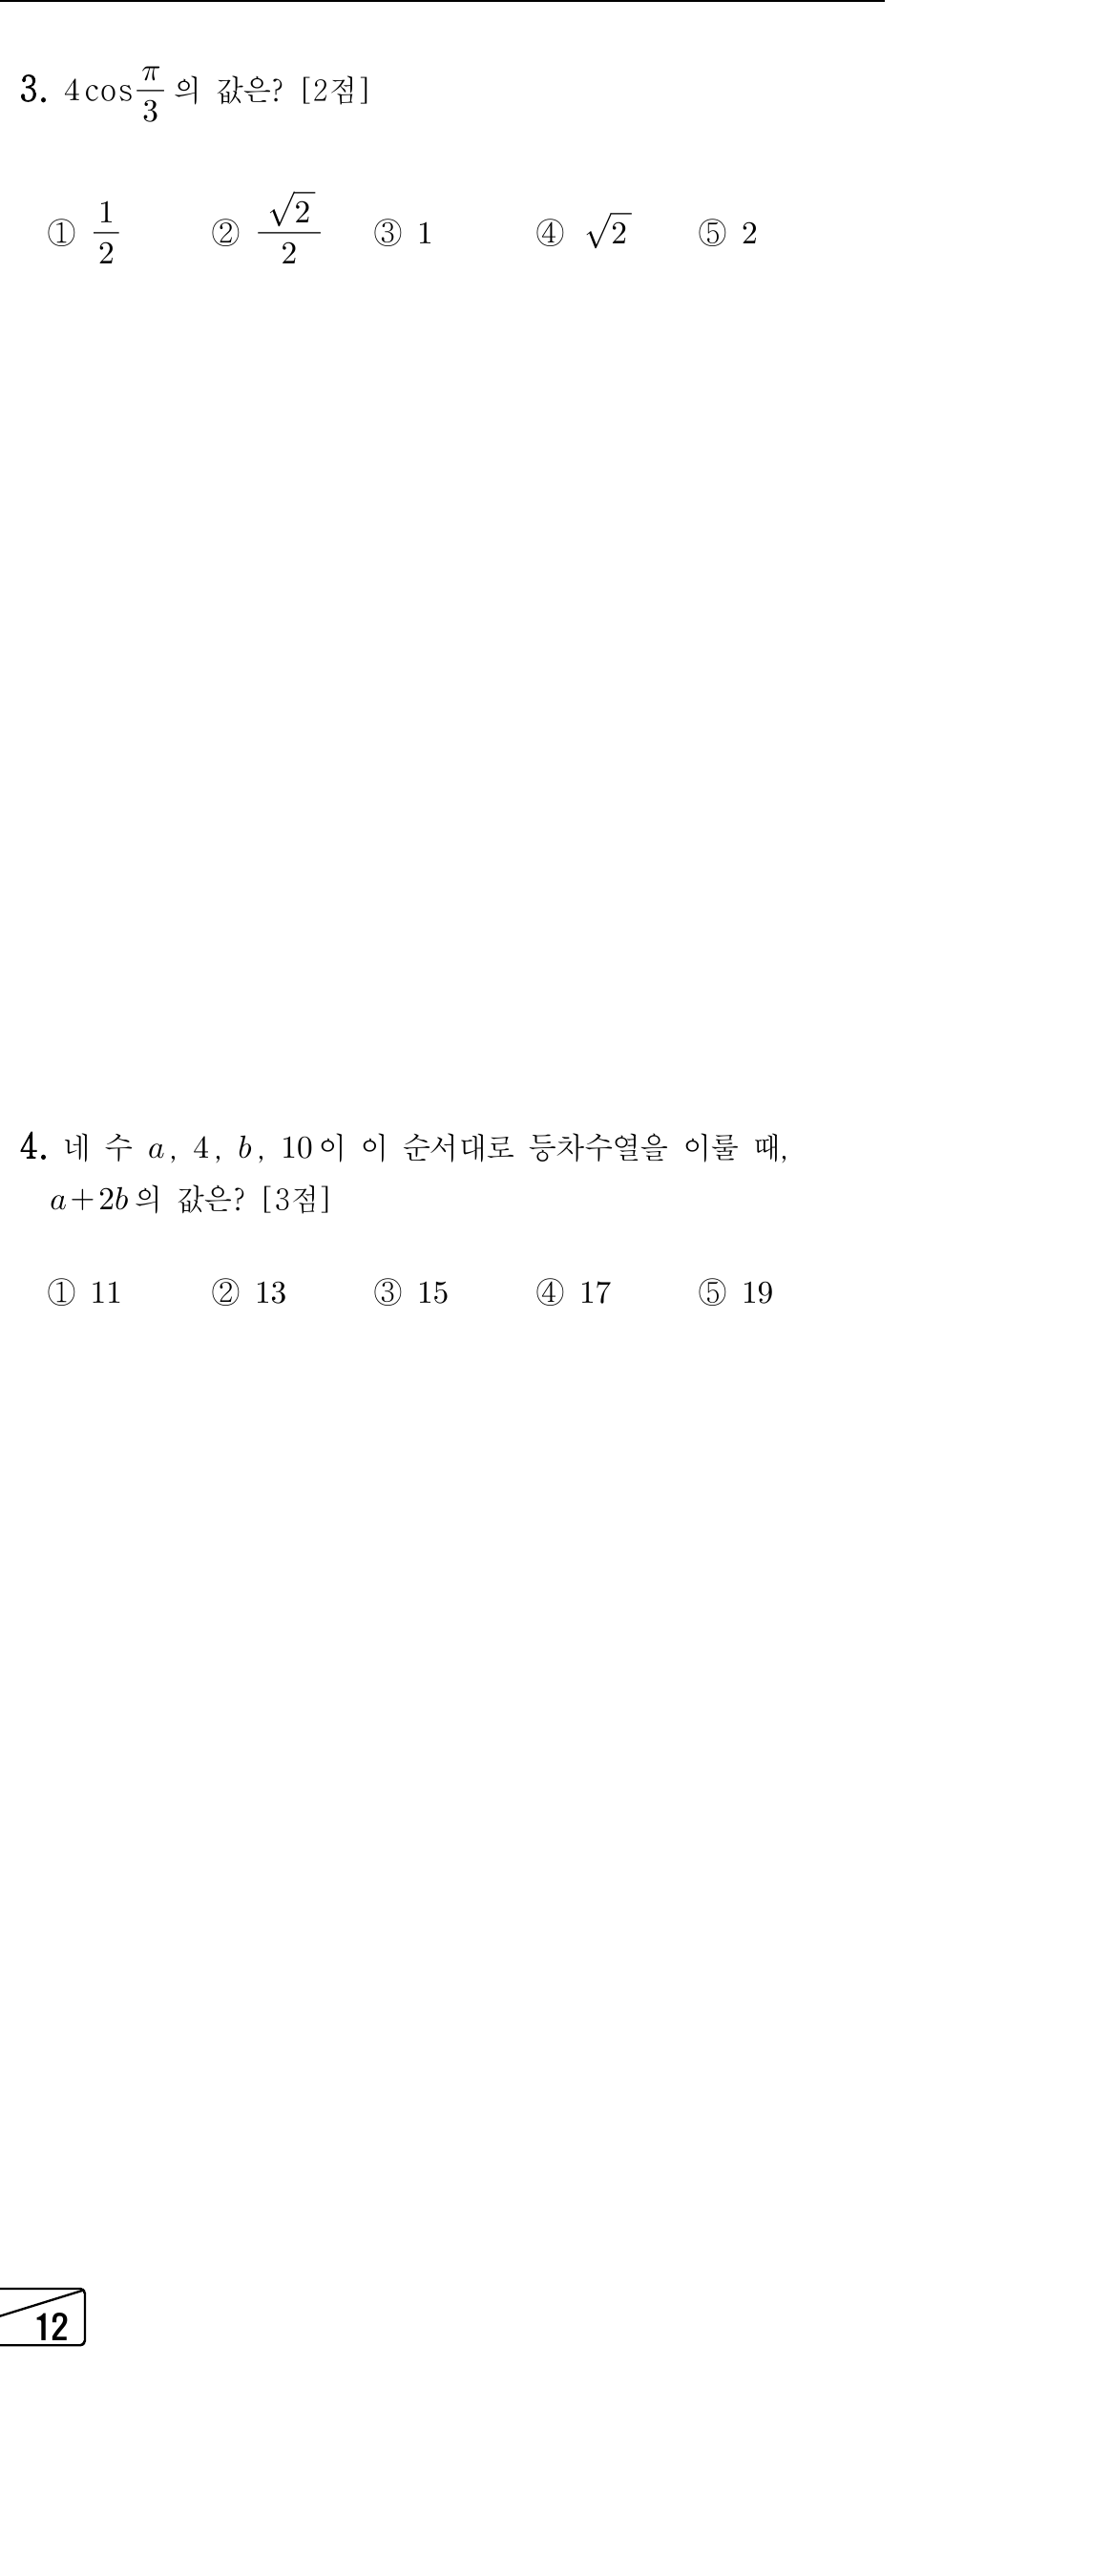 3. 4cos π/3 의 값은? [2점]
① 1/2 ② √2/2 ③ 1 ④ √2 ⑤ 2
4. 네 수 a, 4, b, 10이 이 순서대로 등차수열을 이룰 때,
a+2b의 값은? [3점]
① 11 ② 13 ③ 15 ④ 17 ⑤ 19
12